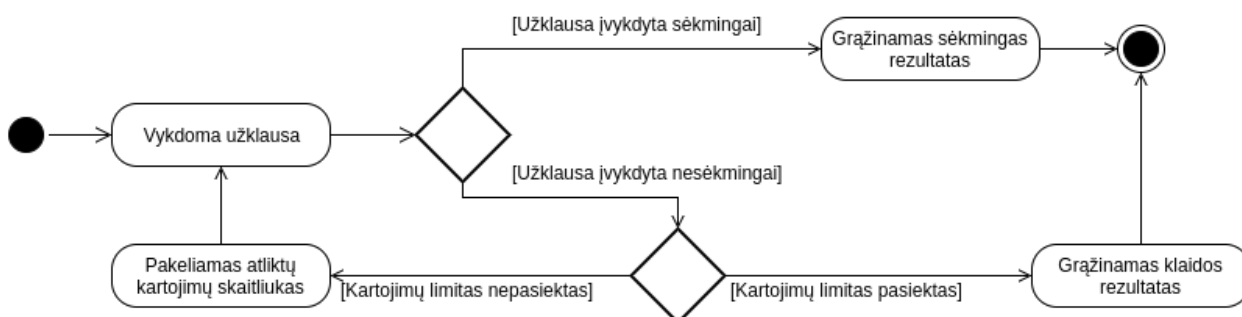 [Užklausa įvykdyta sėkmingai]
Grąžinamas sėkmingas
rezultatas
Vykdoma užklausa
[Užklausa įvykdyta nesėkmingai]
Pakeliamas atliktų
kartojimų skaitliukas
[Kartojimų limitas nepasiektas]
[Kartojimų limitas pasiektas]
Grąžinamas klaidos
rezultatas